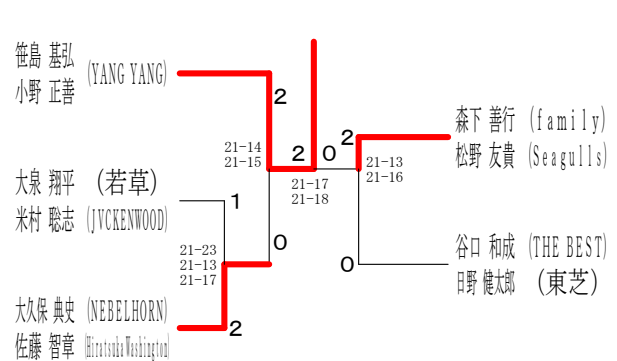 笹島 基弘 (YANG YANG)
小野 正善
2
21-14
21-15
2
0
21-17
21-18
大泉 翔平 (若草)
米村 聡志 (JVCKENWOOD)
1
0
21-23
21-13
21-17
大久保 典史 (NEBELHORN)
佐藤 智章 (Hiratsuka Washington)
2
森下 善行 (family)
松野 友貴 (Seagulls)
2
21-13
21-16
谷口 和成 (THE BEST)
日野 健太郎 (東芝)
0